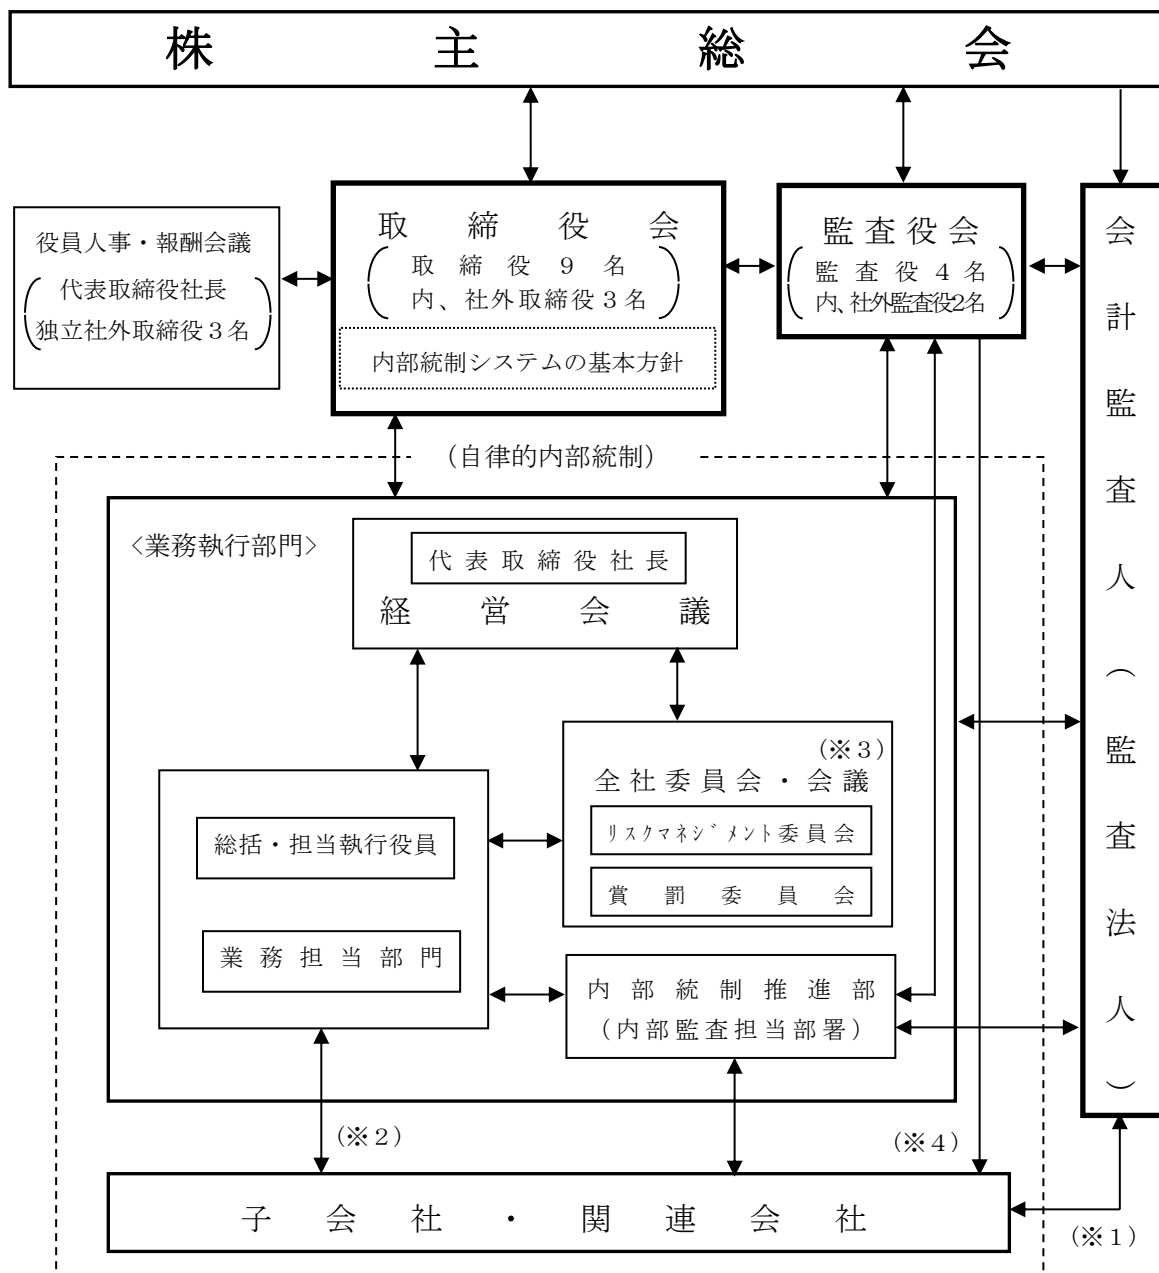 株主総会
役員人事・報酬会議
代表取締役社長
独立社外取締役3名
取締役会
取締役9名
内、社外取締役3名
内部統制システムの基本方針
監査役会
監査役4名
内、社外監査役2名
会計監査人（監査法人）
(自律的内部統制)
<業務執行部門>
代表取締役社長
経営会議
(※3)
全社委員会・会議
ﾘｽｸﾏﾈｼﾞﾒﾝﾄ委員会
賞罰委員会
総括・担当執行役員
業務担当部門
内部統制推進部
(内部監査担当部署)
(※2)
(※4)
子会社・関連会社
(※1)